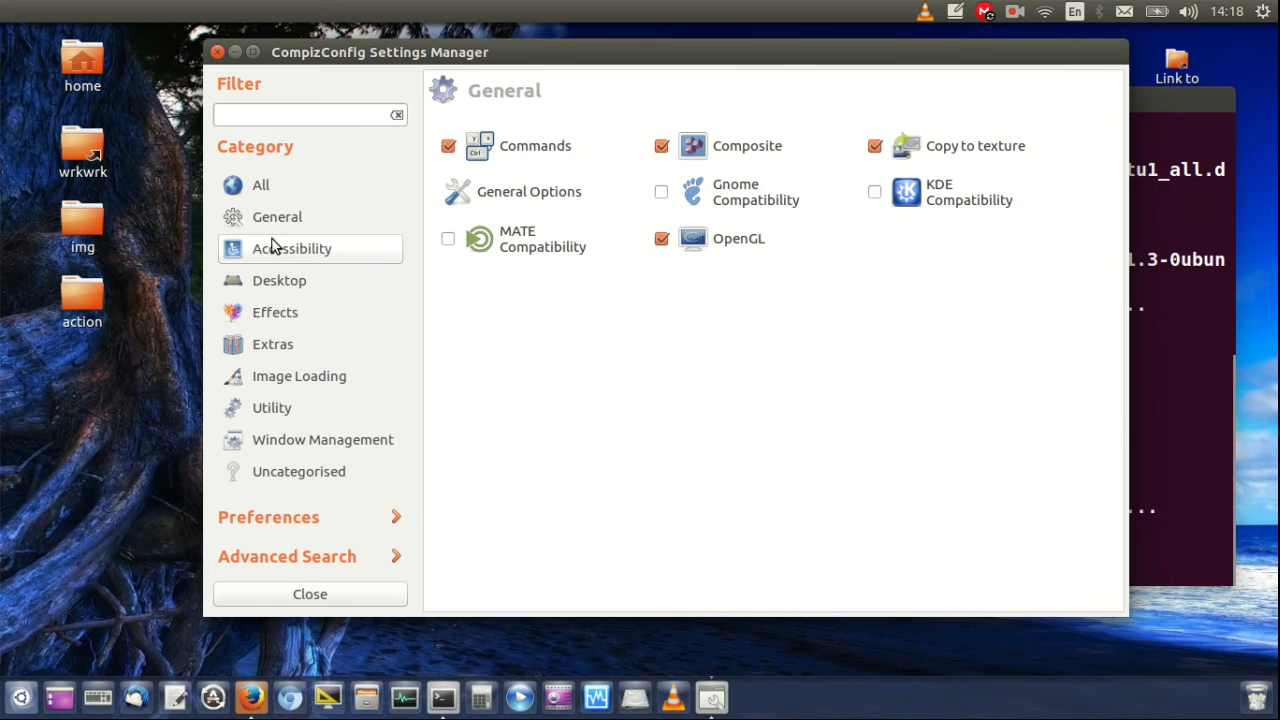 En
14:18
home
wrkwrk
img
action
Link to
CompizConfig Settings Manager
Filter
Category
All
General
Accessibility
Desktop
Effects
Extras
Image Loading
Utility
Window Management
Uncategorised
Preferences
Advanced Search
Close
General
Commands
Composite
Copy to texture
General Options
Gnome
Compatibility
KDE
Compatibility
MATE
Compatibility
OpenGL
tu1_all.d
1.3-0ubun
..
...